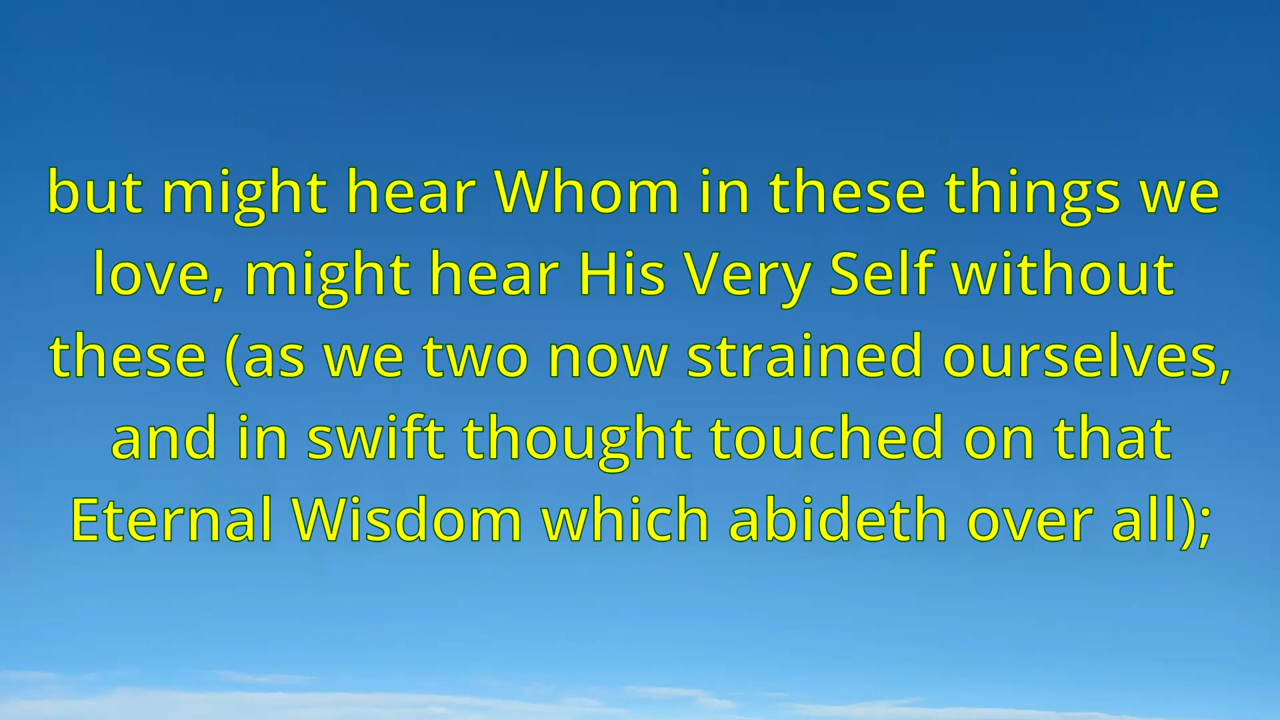 but might hear Whom in these things we
love, might hear His Very Self without
these (as we two now strained ourselves,
and in swift thought touched on that
Eternal Wisdom which abideth over all);